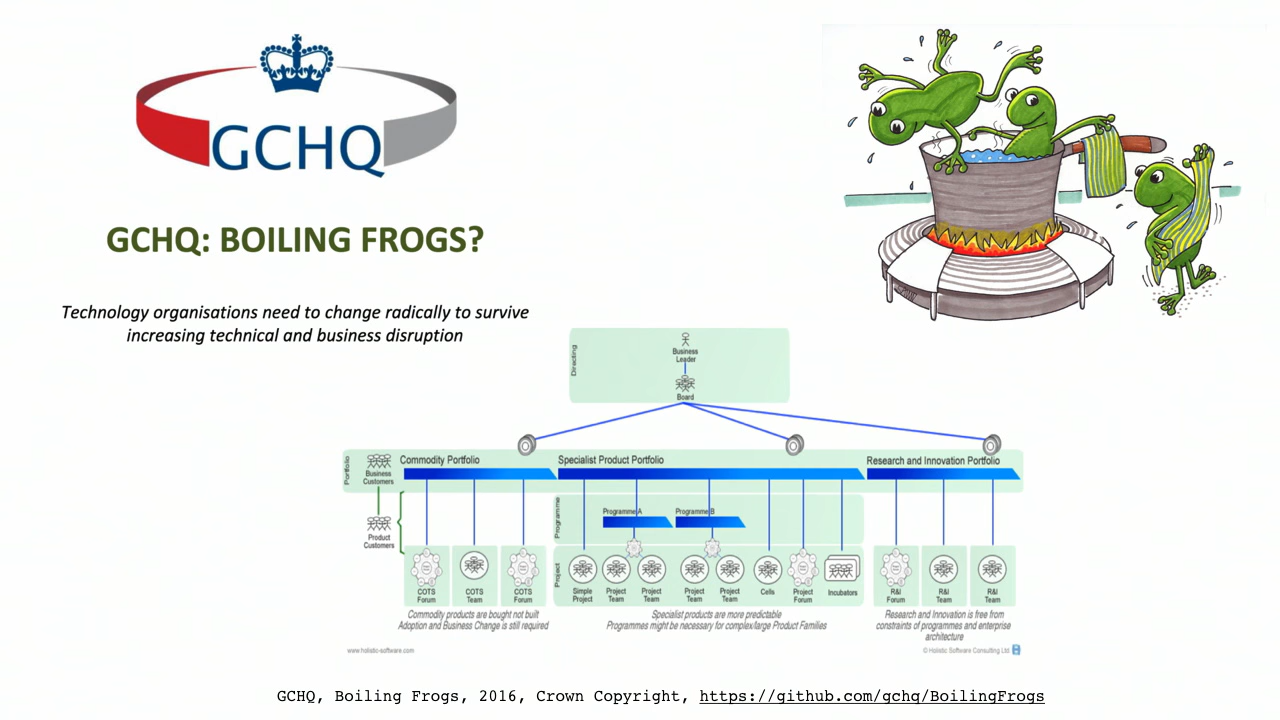 GCHQ
GCHQ: BOILING FROGS?
Technology organisations need to change radically to survive
increasing technical and business disruption
Directing
Business
Leader
Board
Portfolio
Business
Customers
Commodity Portfolio
Specialist Product Portfolio
Research and Innovation Portfolio
Product
Customers
Programme
Programme A
Programme B
Project
COTS
Forum
COTS
Team
COTS
Forum
Simple
Project
Project
Team
Project
Team
Project
Team
Project
Team
Cells
Project
Forum
Incubators
R&I
Forum
R&I
Team
R&I
Team
Commodity products are bought not built
Adoption and Business Change is still required
Specialist products are more predictable
Programmes might be necessary for complex/large Product Families
Research and Innovation is free from
constraints of programmes and enterprise
architecture
www.holistic-software.com
© Holistic Software Consulting Ltd.
GCHQ, Boiling Frogs, 2016, Crown Copyright, https://github.com/gchq/BoilingFrogs